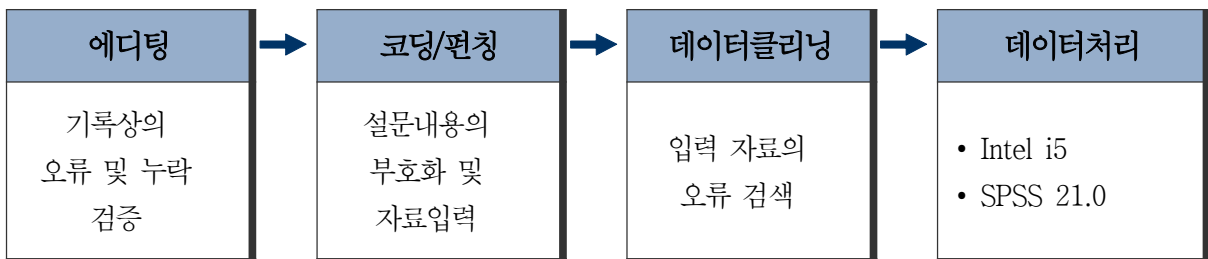 에디팅
기록상의
오류 및 누락
검증
코딩/펀칭
설문내용의
부호화 및
자료입력
데이터클리닝
입력 자료의
오류 검색
데이터처리
• Intel i5
• SPSS 21.0